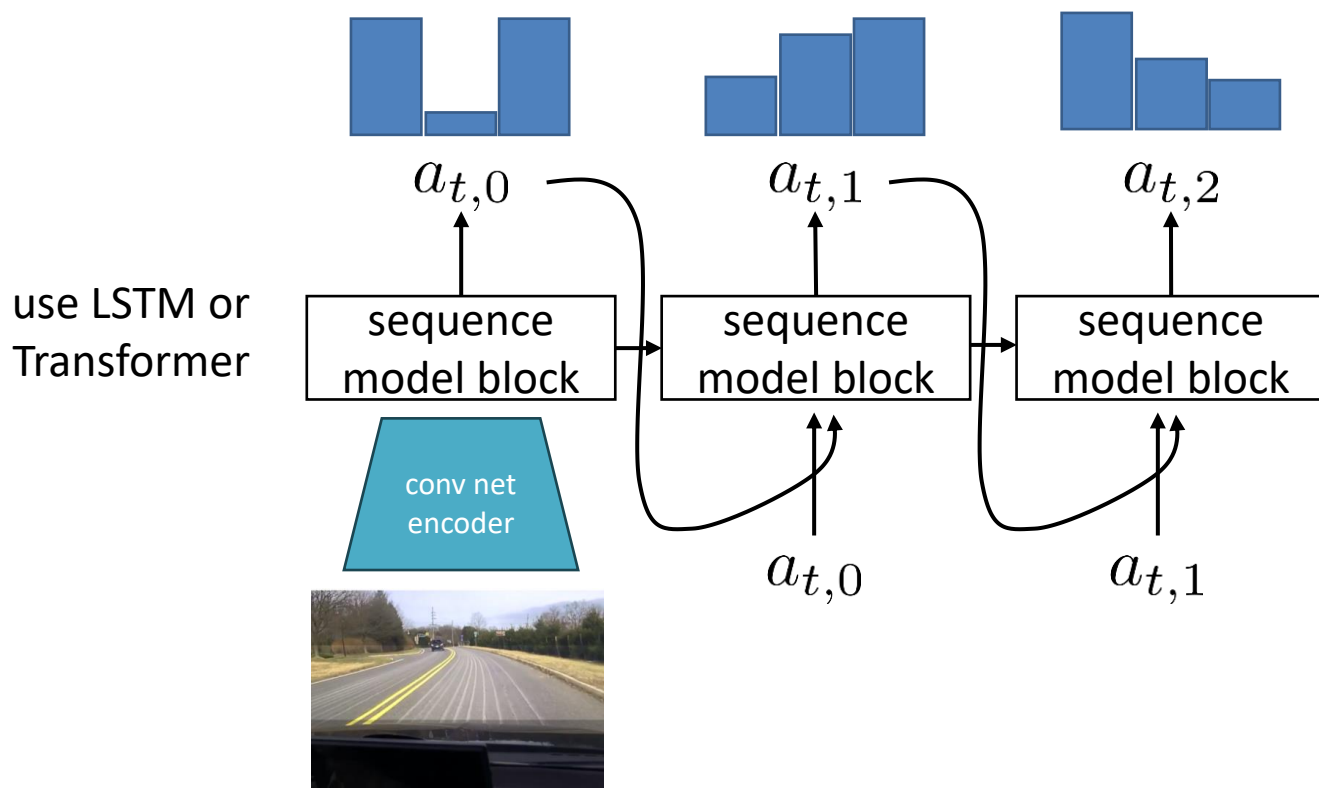 a_{t,0}
a_{t,1}
a_{t,2}
use LSTM or
Transformer
sequence
model block
sequence
model block
sequence
model block
conv net
encoder
a_{t,0}
a_{t,1}